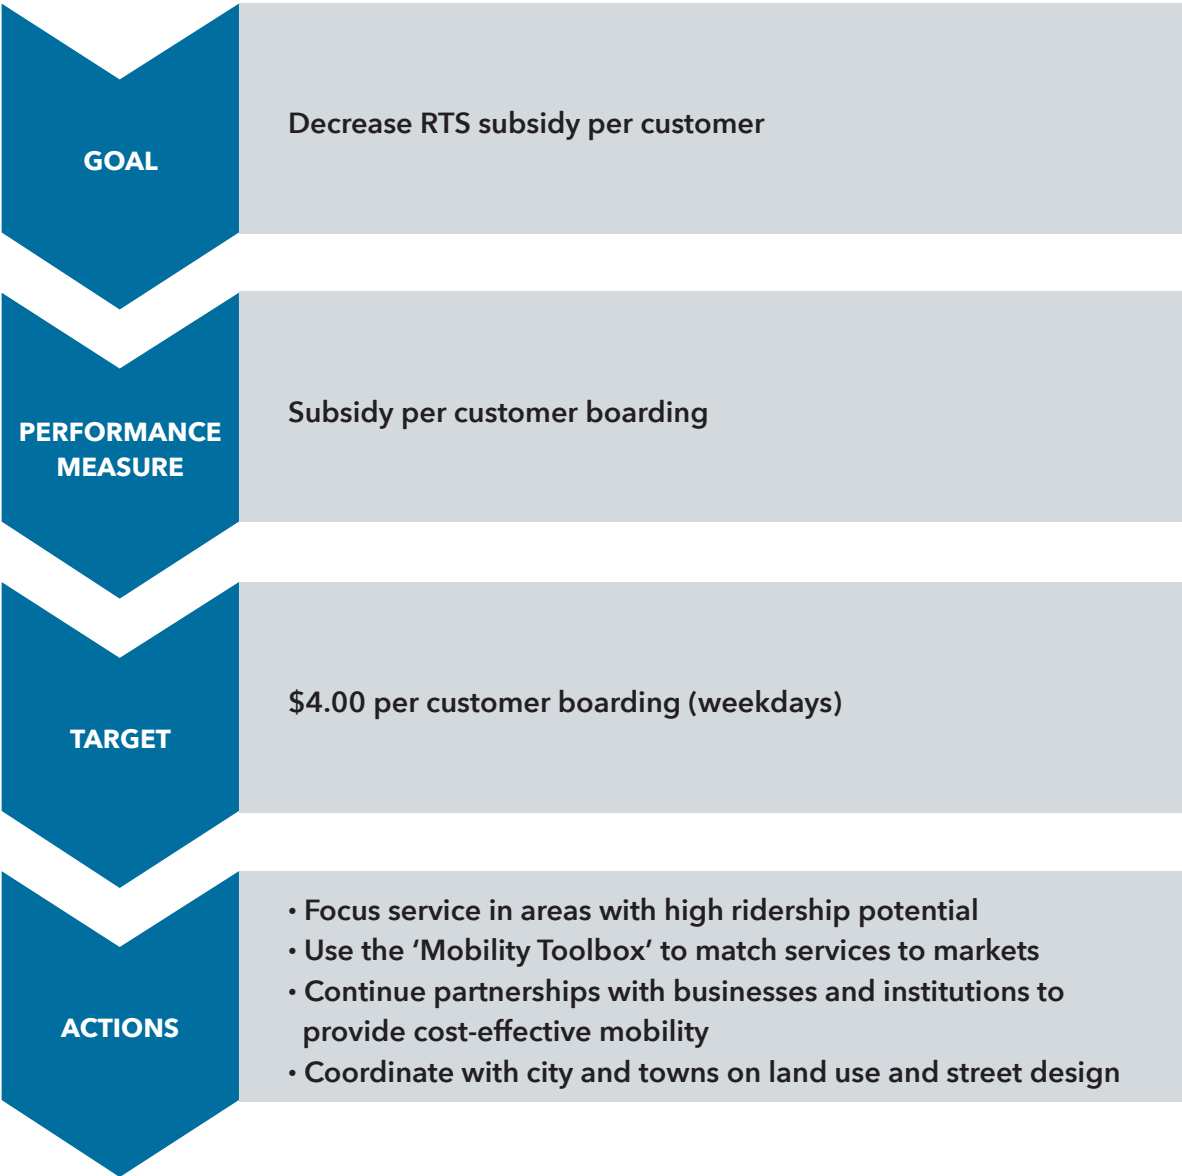 GOAL
Decrease RTS subsidy per customer
PERFORMANCE
MEASURE
Subsidy per customer boarding
TARGET
$4.00 per customer boarding (weekdays)
ACTIONS
· Focus service in areas with high ridership potential
· Use the ‘Mobility Toolbox’ to match services to markets
· Continue partnerships with businesses and institutions to
provide cost-effective mobility
· Coordinate with city and towns on land use and street design